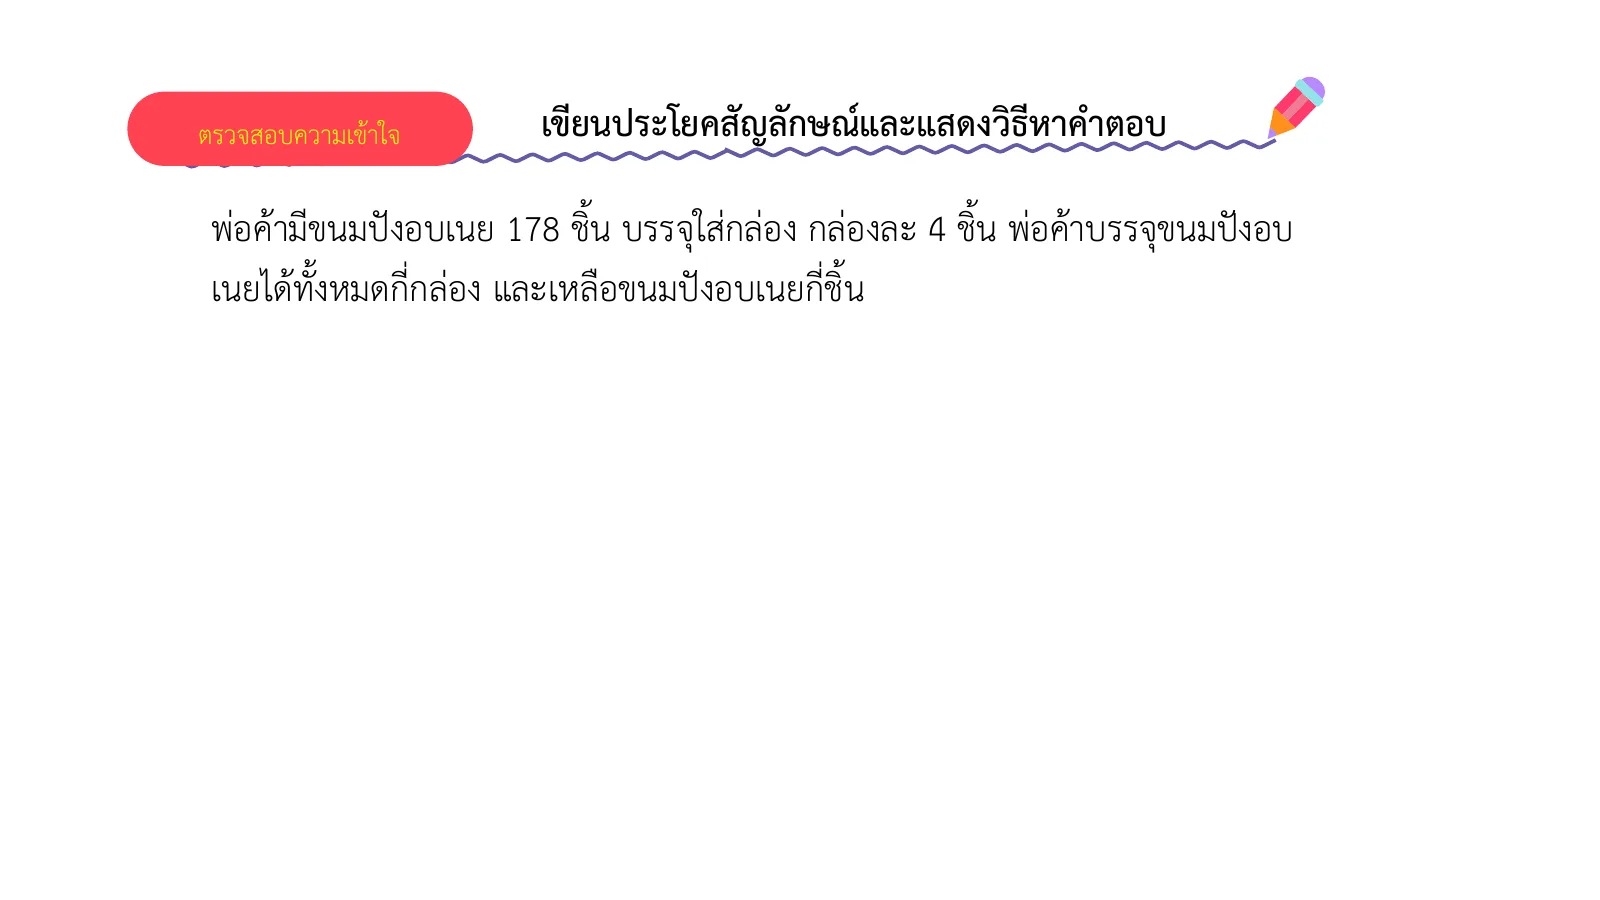 ตรวจสอบความเข้าใจ
เขียนประโยคสัญลักษณ์และแสดงวิธีหาคำตอบ
พ่อค้ามีขนมปังอบเนย 178 ชิ้น บรรจุใส่กล่อง กล่องละ 4 ชิ้น พ่อค้าบรรจุขนมปังอบ
เนยได้ทั้งหมดกี่กล่อง และเหลือขนมปังอบเนยกี่ชิ้น